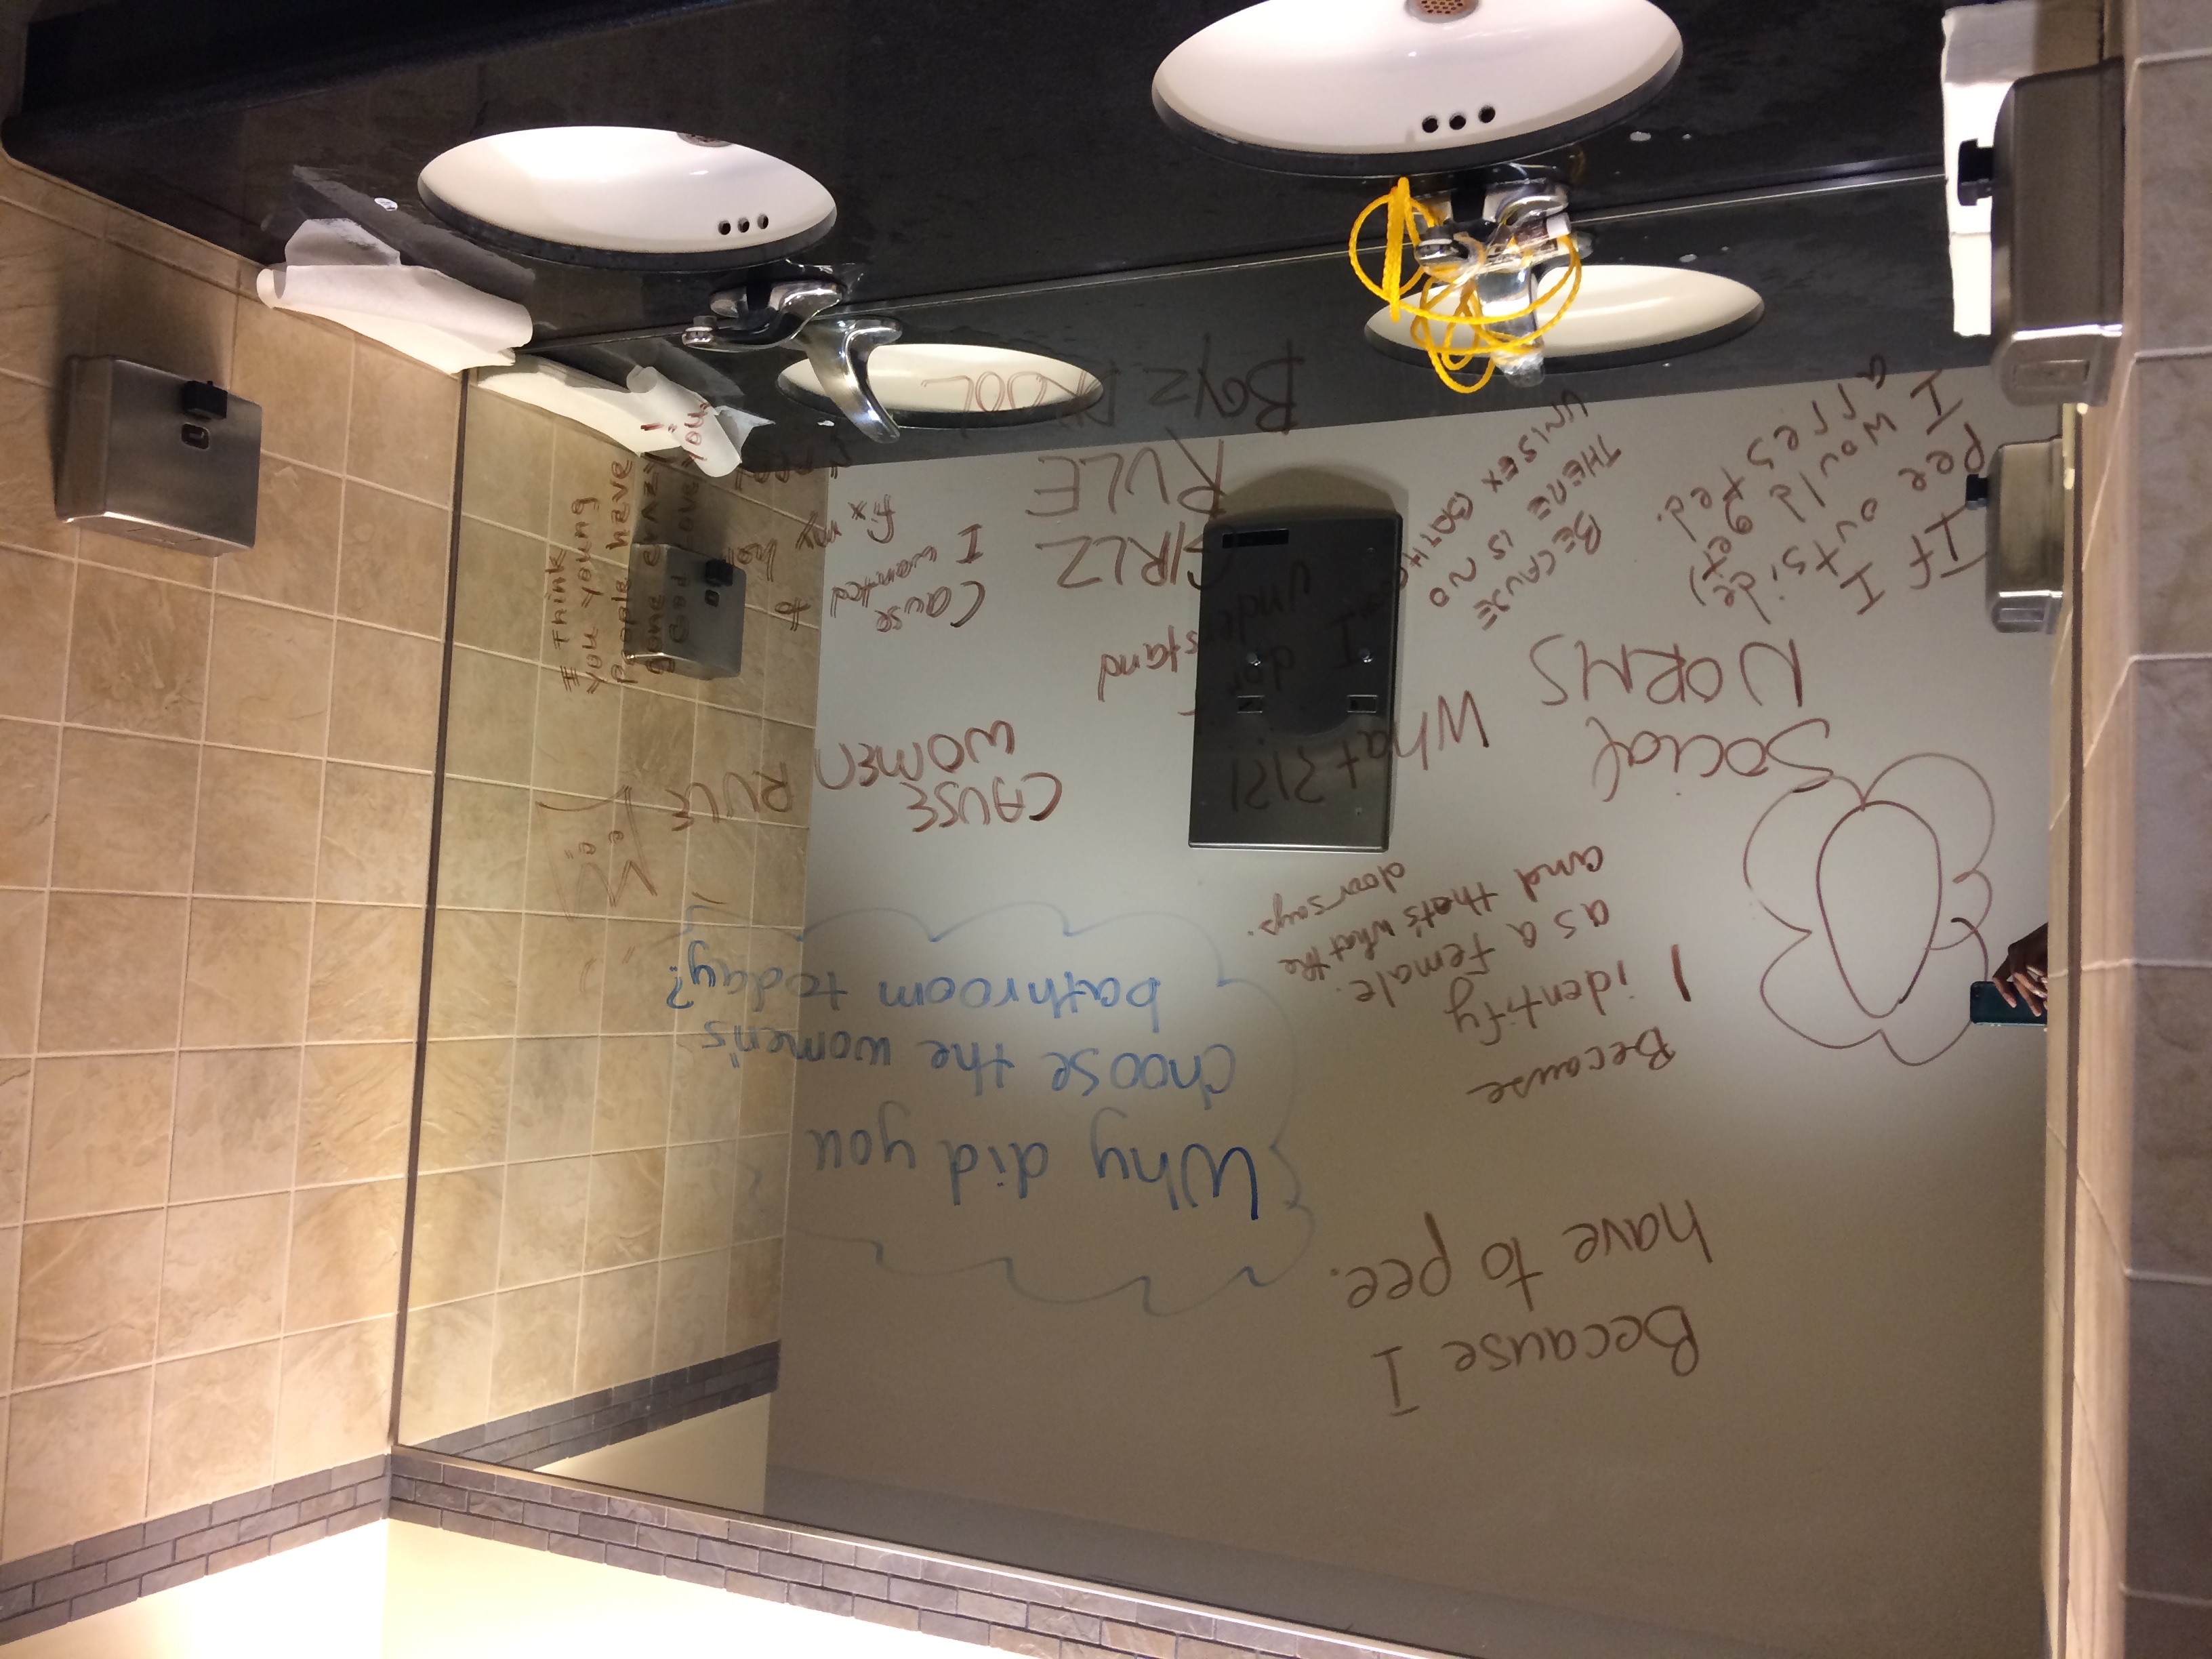 Because I
have to pee.
Why did you
choose the women's
bathroom today?
Because
I identify
as a female.
and that's what the
door says.
CAUSE
WOMEN RULE
Social
NORMS
What?!?!
I don't
understand
If I
pee outside
I would get
arrested.
BECAUSE
THERE IS NO
UNISEX
GIRLZ
RULE
BOYZ DROOL
Cause
I wanted to
fix my
I THINK
YOU YOUNG
People HAVE
gone CRAZY!